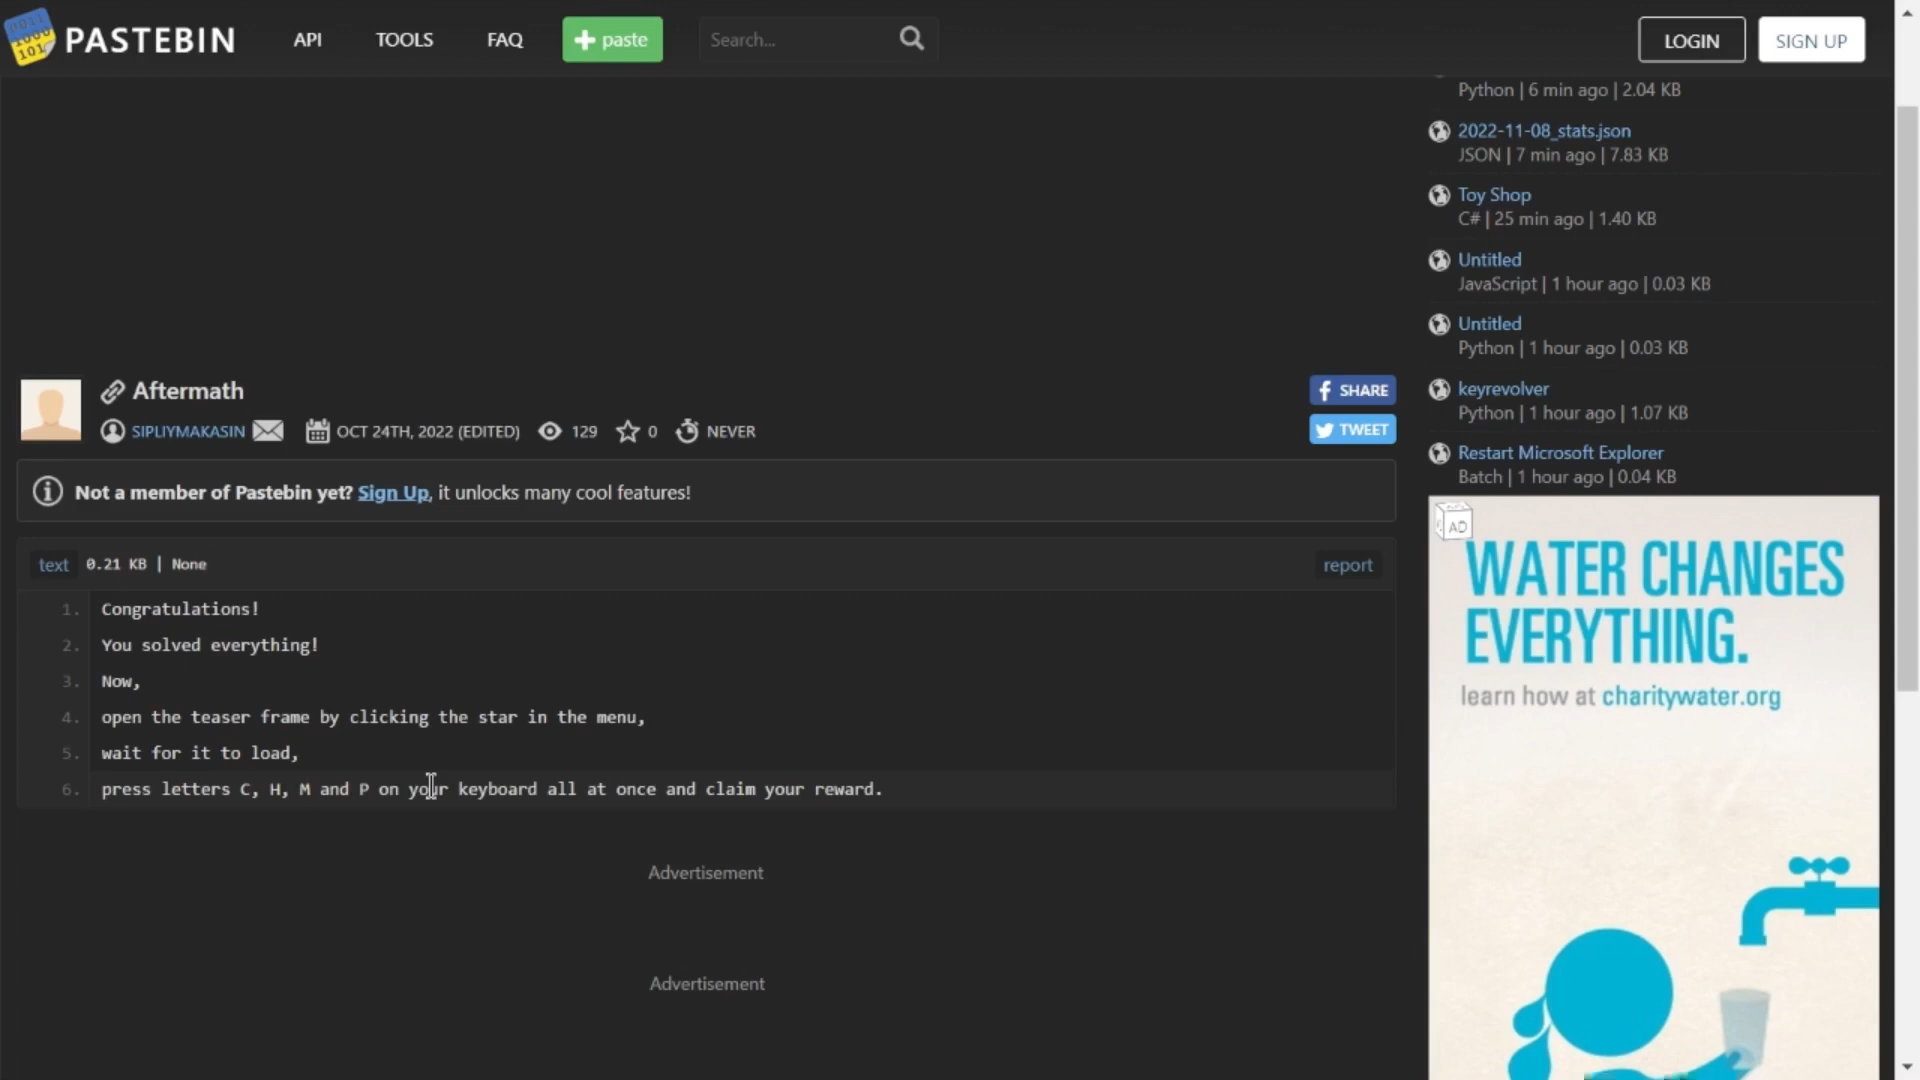 PASTEBIN
API
TOOLS
FAQ
paste
Search...
LOGIN
SIGN UP
Python | 6 min ago | 2.04 KB
2022-11-08_stats.json
JSON | 7 min ago | 7.83 KB
Toy Shop
C# | 25 min ago | 1.40 KB
Untitled
JavaScript | 1 hour ago | 0.03 KB
Untitled
Python | 1 hour ago | 0.03 KB
keyrevolver
Python | 1 hour ago | 1.07 KB
Restart Microsoft Explorer
Batch | 1 hour ago | 0.04 KB
Aftermath
SIPLIYMAKASIN
OCT 24TH, 2022 (EDITED)
129
0
NEVER
SHARE
TWEET
Not a member of Pastebin yet? Sign Up, it unlocks many cool features!
text 0.21 KB | None
report
1. Congratulations!
2. You solved everything!
3. Now,
4. open the teaser frame by clicking the star in the menu,
5. wait for it to load,
6. press letters C, H, M and P on your keyboard all at once and claim your reward.
Advertisement
Advertisement
AD
WATER CHANGES
EVERYTHING.
learn how at charitywater.org